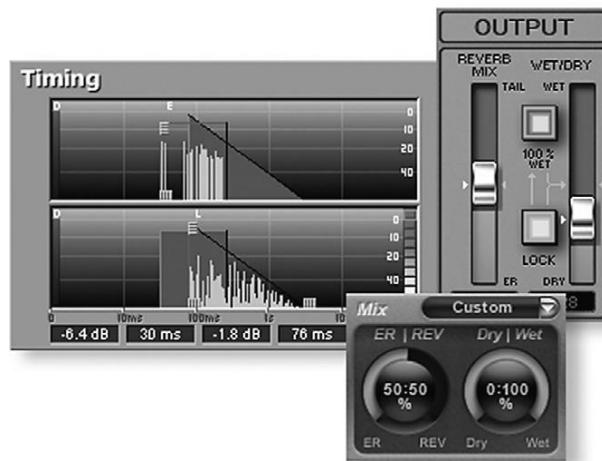 Timing
D E
0
10
20
40
D L
0
10
20
40
0 10ms 100ms 1s
-6.4 dB 30 ms -1.8 dB 76 ms
OUTPUT
REVERB MIX WET/DRY
TAIL WET
100 % WET
LOCK
ER DRY
Mix Custom
ER | REV Dry | Wet
50:50 % 0:100 %
ER REV Dry Wet